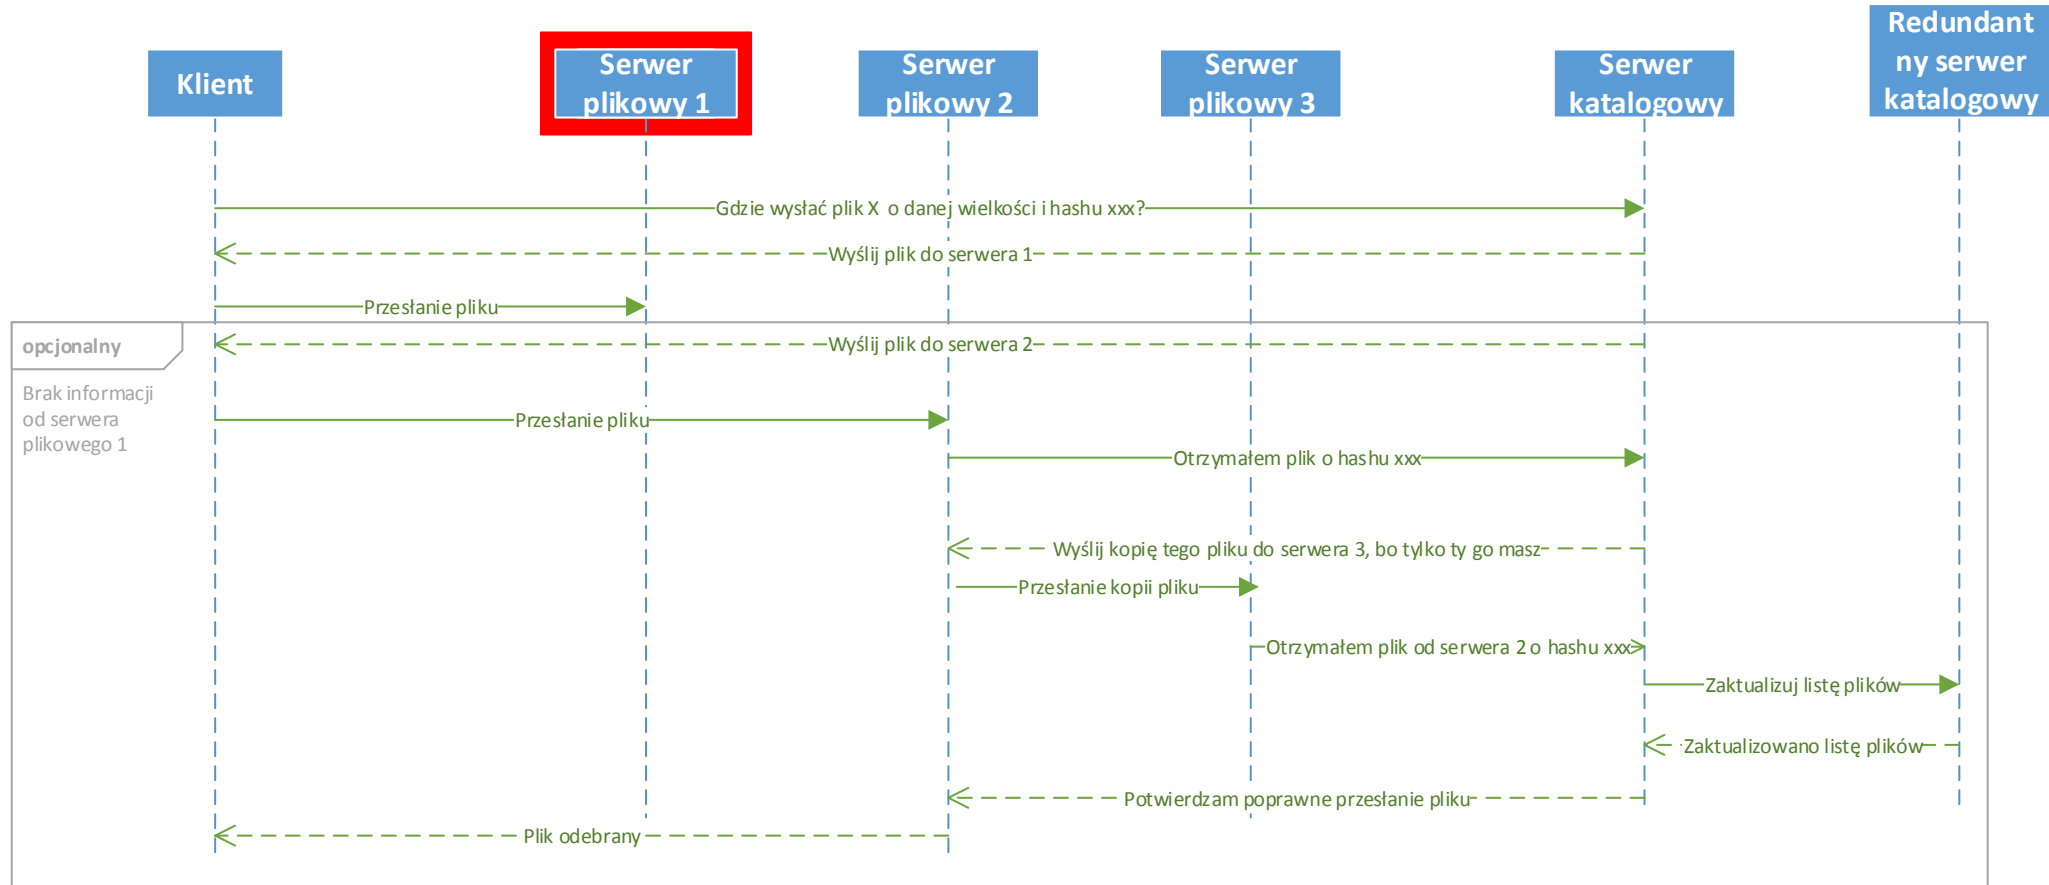 Klient
Serwer
plikowy 1
Serwer
plikowy 2
Serwer
plikowy 3
Serwer
katalogowy
Redundant
ny serwer
katalogowy
Gdzie wysłać plik X o danej wielkości i hashu xxx?
Wyślij plik do serwera 1
Przesłanie pliku
opcjonalny
Wyślij plik do serwera 2
Brak informacji
od serwera
plikowego 1
Przesłanie pliku
Otrzymałem plik o hashu xxx
Wyślij kopię tego pliku do serwera 3, bo tylko ty go masz
Przesłanie kopii pliku
Otrzymałem plik od serwera 2 o hashu xxx
Zaktualizuj listę plików
Zaktualizowano listę plików
Potwierdzam poprawne przesłanie pliku
Plik odebrany